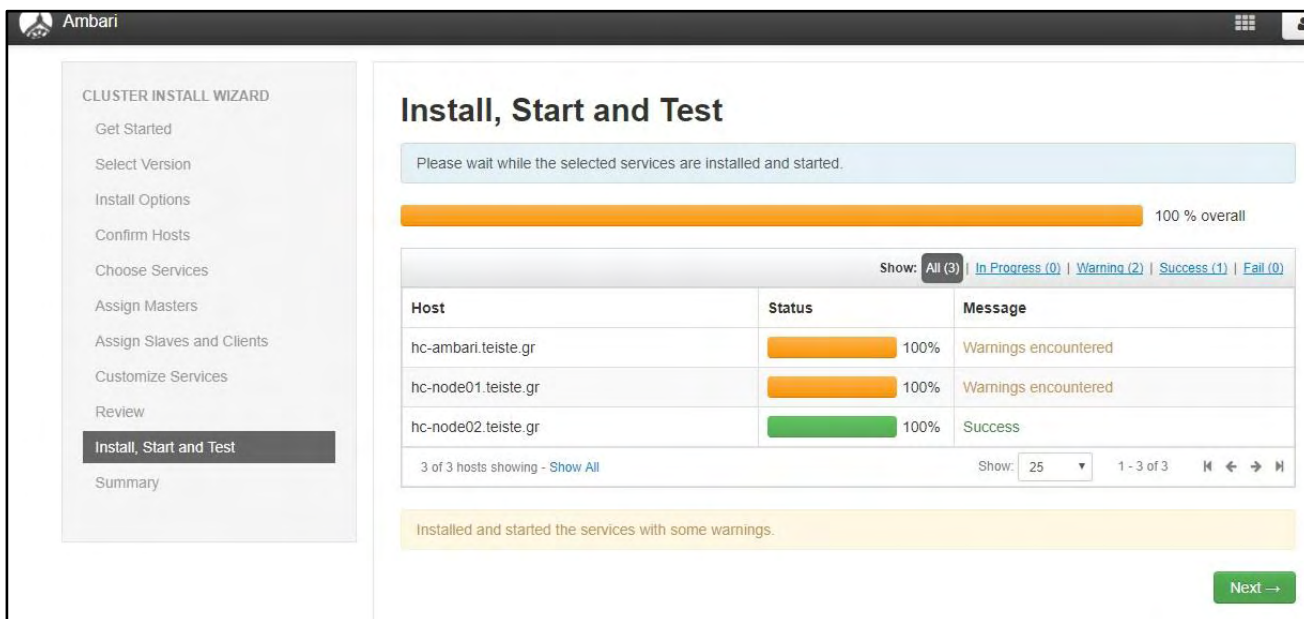 Ambari
CLUSTER INSTALL WIZARD
Get Started
Select Version
Install Options
Confirm Hosts
Choose Services
Assign Masters
Assign Slaves and Clients
Customize Services
Review
Install, Start and Test
Summary
Install, Start and Test
Please wait while the selected services are installed and started.
100 % overall
Show: All (3) | In Progress (0) | Warning (2) | Success (1) | Fail (0)
Host Status Message
hc-ambari.teiste.gr 100% Warnings encountered
hc-node01.teiste.gr 100% Warnings encountered
hc-node02.teiste.gr 100% Success
3 of 3 hosts showing - Show All Show: 25 1 - 3 of 3
Installed and started the services with some warnings.
Next →